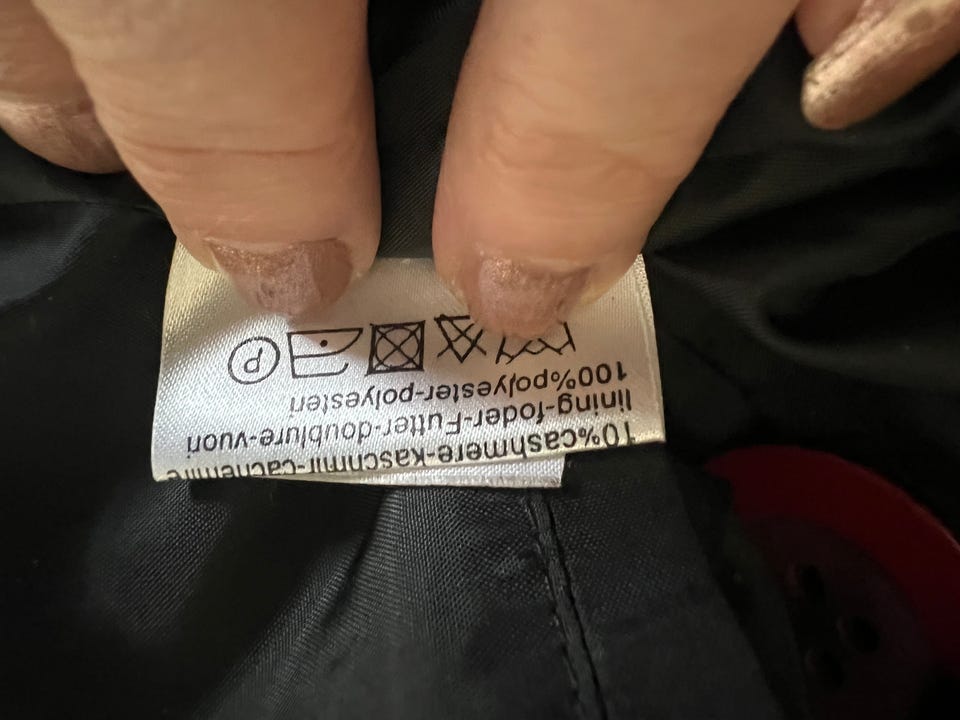 10%cashmere-kaschmir-cachemire
lining-foder-Futter-doublure-vuori
100%polyester-polyesteri
P